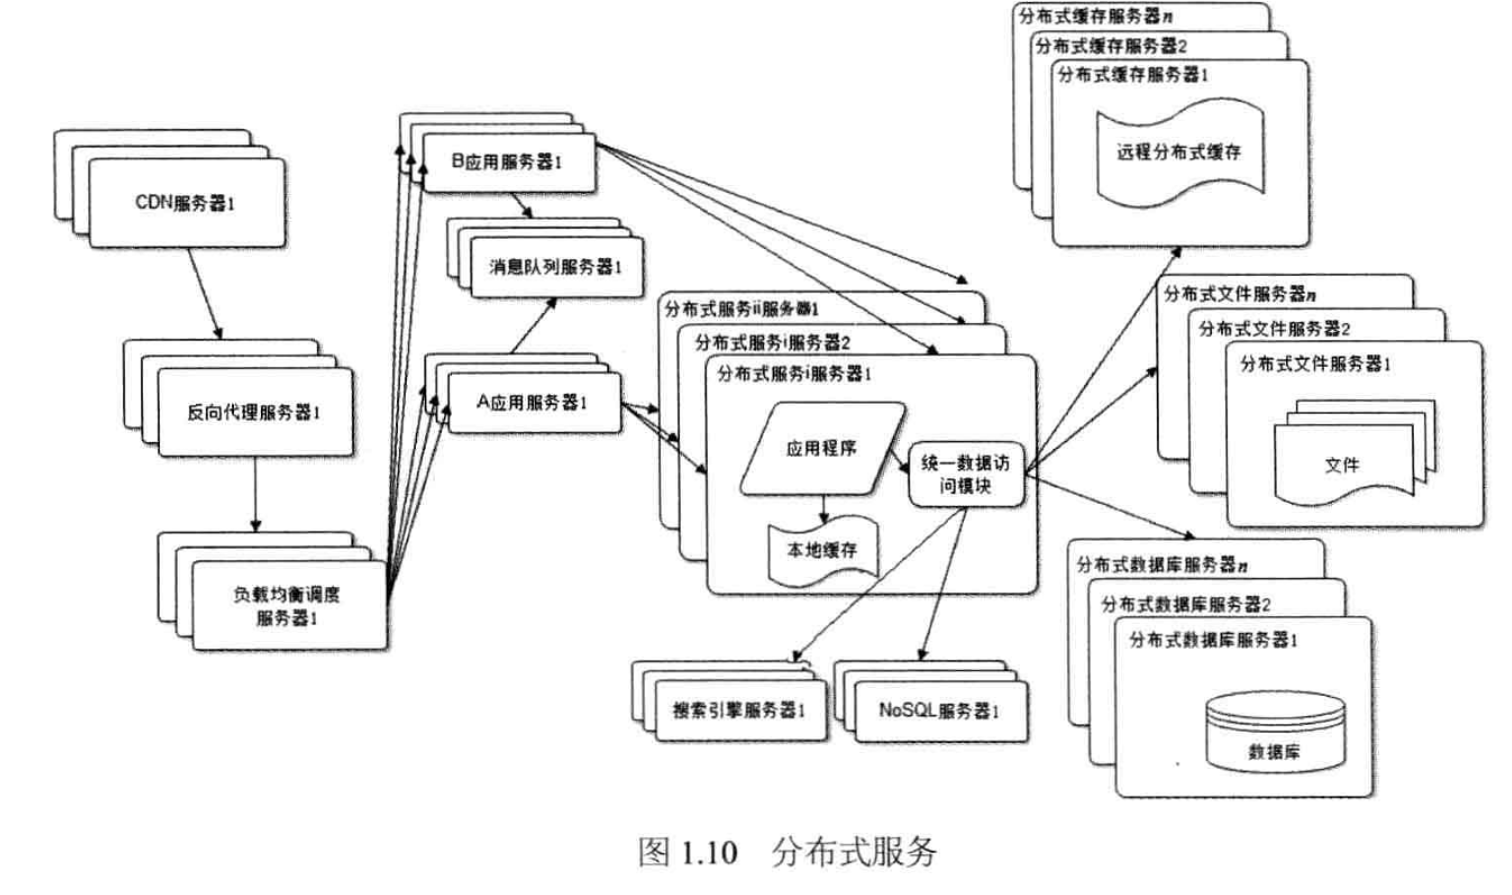 分布式缓存服务器n
分布式缓存服务器2
分布式缓存服务器1
远程分布式缓存
B应用服务器1
CDN服务器1
消息队列服务器1
分布式服务ii服务器1
分布式服务i服务器2
分布式服务i服务器1
分布式文件服务器n
分布式文件服务器2
分布式文件服务器1
文件
反向代理服务器1
A应用服务器1
应用程序
统一数据访
问模块
本地缓存
负载均衡调度
服务器1
分布式数据库服务器n
分布式数据库服务器2
分布式数据库服务器1
数据库
搜索引擎服务器1
NoSQL服务器1
图 1.10 分布式服务